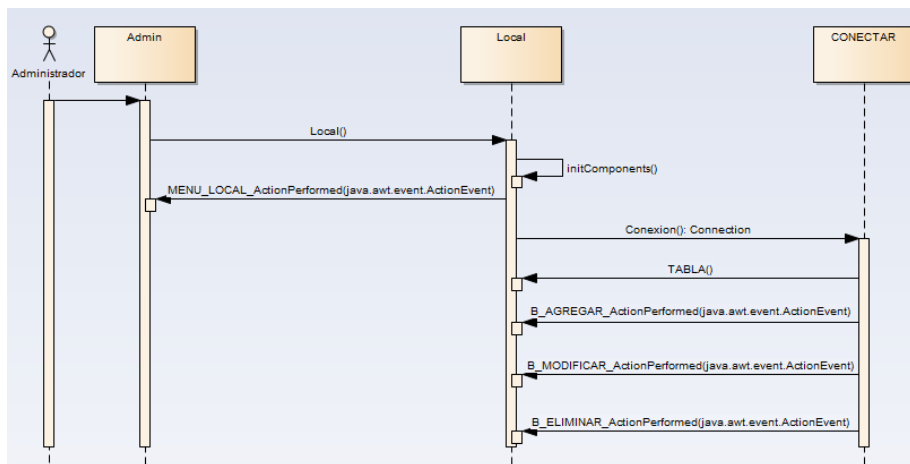 Admin
Local
CONECTAR
Administrador
Local()
initComponents()
MENU_LOCAL_ActionPerformed(java.awt.event.ActionEvent)
Conexion(): Connection
TABLA()
B_AGREGAR_ActionPerformed(java.awt.event.ActionEvent)
B_MODIFICAR_ActionPerformed(java.awt.event.ActionEvent)
B_ELIMINAR_ActionPerformed(java.awt.event.ActionEvent)